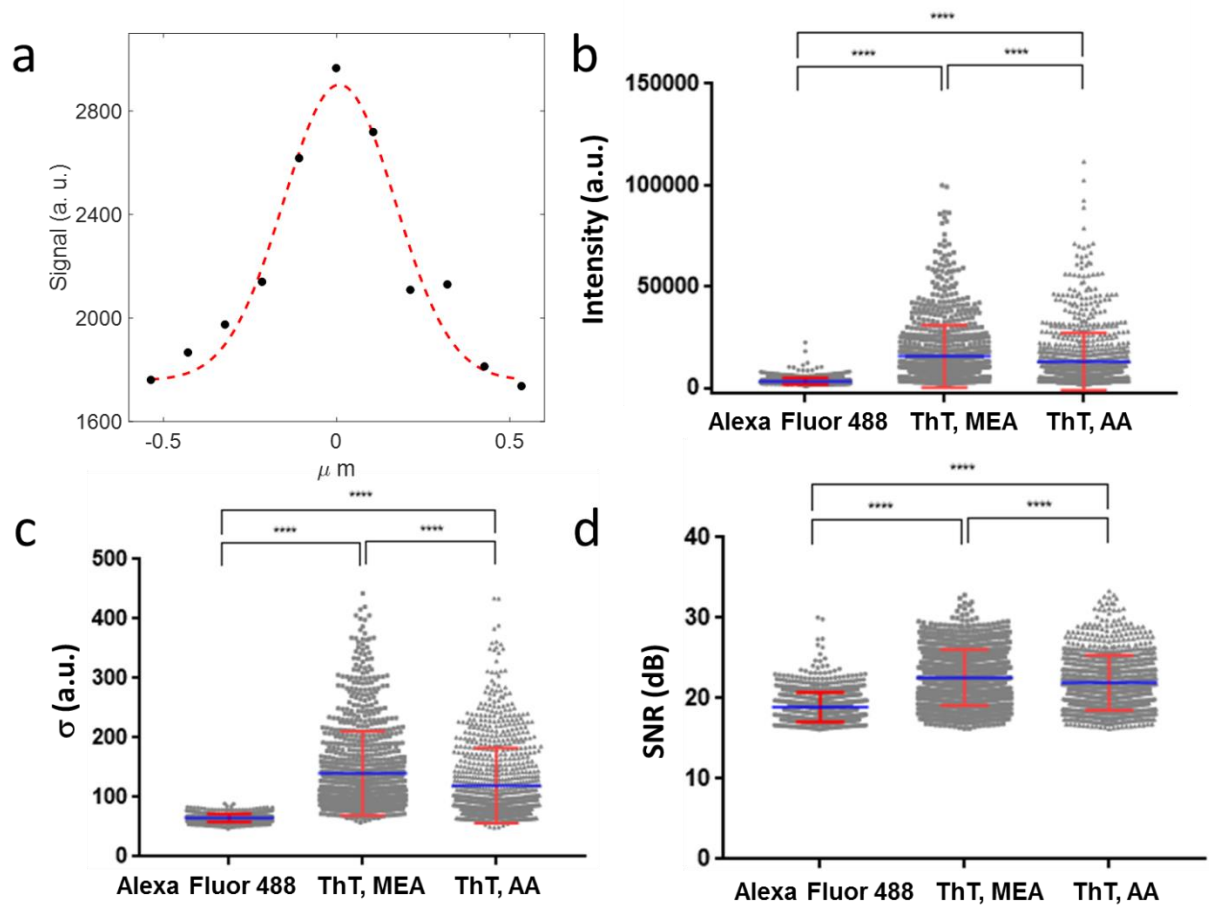 a
2800
2400
2000
1600
Signal (a. u.)
-0.5 0 0.5
μ m
b
****
**** ****
150000
100000
50000
0
Intensity (a.u.)
Alexa Fluor 488 ThT, MEA ThT, AA
c
****
**** ****
500
400
300
200
100
0
σ (a.u.)
Alexa Fluor 488 ThT, MEA ThT, AA
d
****
**** ****
40
30
20
10
0
SNR (dB)
Alexa Fluor 488 ThT, MEA ThT, AA